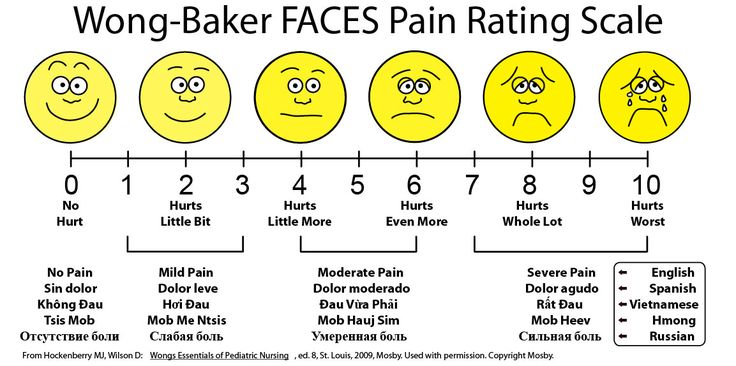 Wong-Baker FACES Pain Rating Scale
0 1 2 3 4 5 6 7 8 9 10
No Hurts Hurts Hurts Hurts Hurts
Hurt Little Bit Little More Even More Whole Lot Worst
No Pain Mild Pain Moderate Pain Severe Pain English
Sin dolor Dolor leve Dolor moderado Dolor agudo Spanish
Không Đau Hơi Đau Đau Vừa Phải Rất Đau Vietnamese
Tsis Mob Mob Me Ntsis Mob Hauj Sim Mob Heev Hmong
Отсутствие боли Слабая боль Умеренная боль Сильная боль Russian
From Hockenberry MJ, Wilson D: Wongs Essentials of Pediatric Nursing , ed. 8, St. Louis, 2009, Mosby. Used with permission. Copyright Mosby.